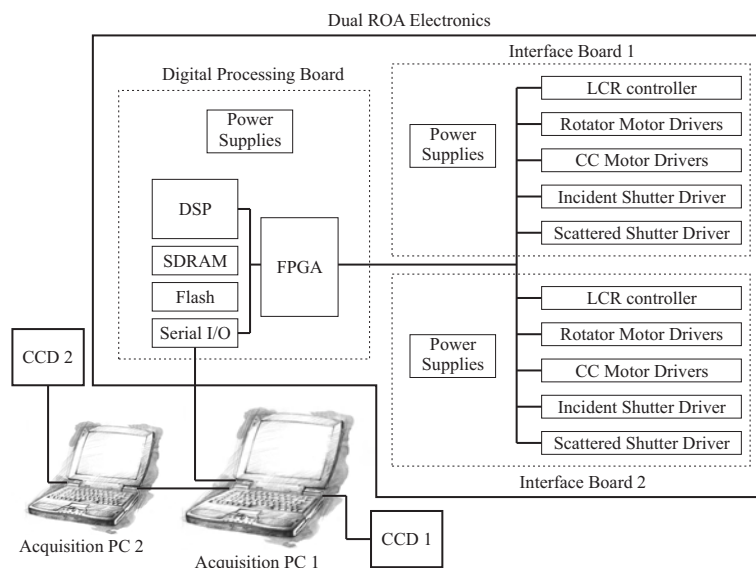 Dual ROA Electronics
Digital Processing Board
Power
Supplies
DSP
SDRAM
Flash
Serial I/O
FPGA
Interface Board 1
Power
Supplies
LCR controller
Rotator Motor Drivers
CC Motor Drivers
Incident Shutter Driver
Scattered Shutter Driver
Power
Supplies
LCR controller
Rotator Motor Drivers
CC Motor Drivers
Incident Shutter Driver
Scattered Shutter Driver
Interface Board 2
CCD 2
Acquisition PC 2
Acquisition PC 1
CCD 1